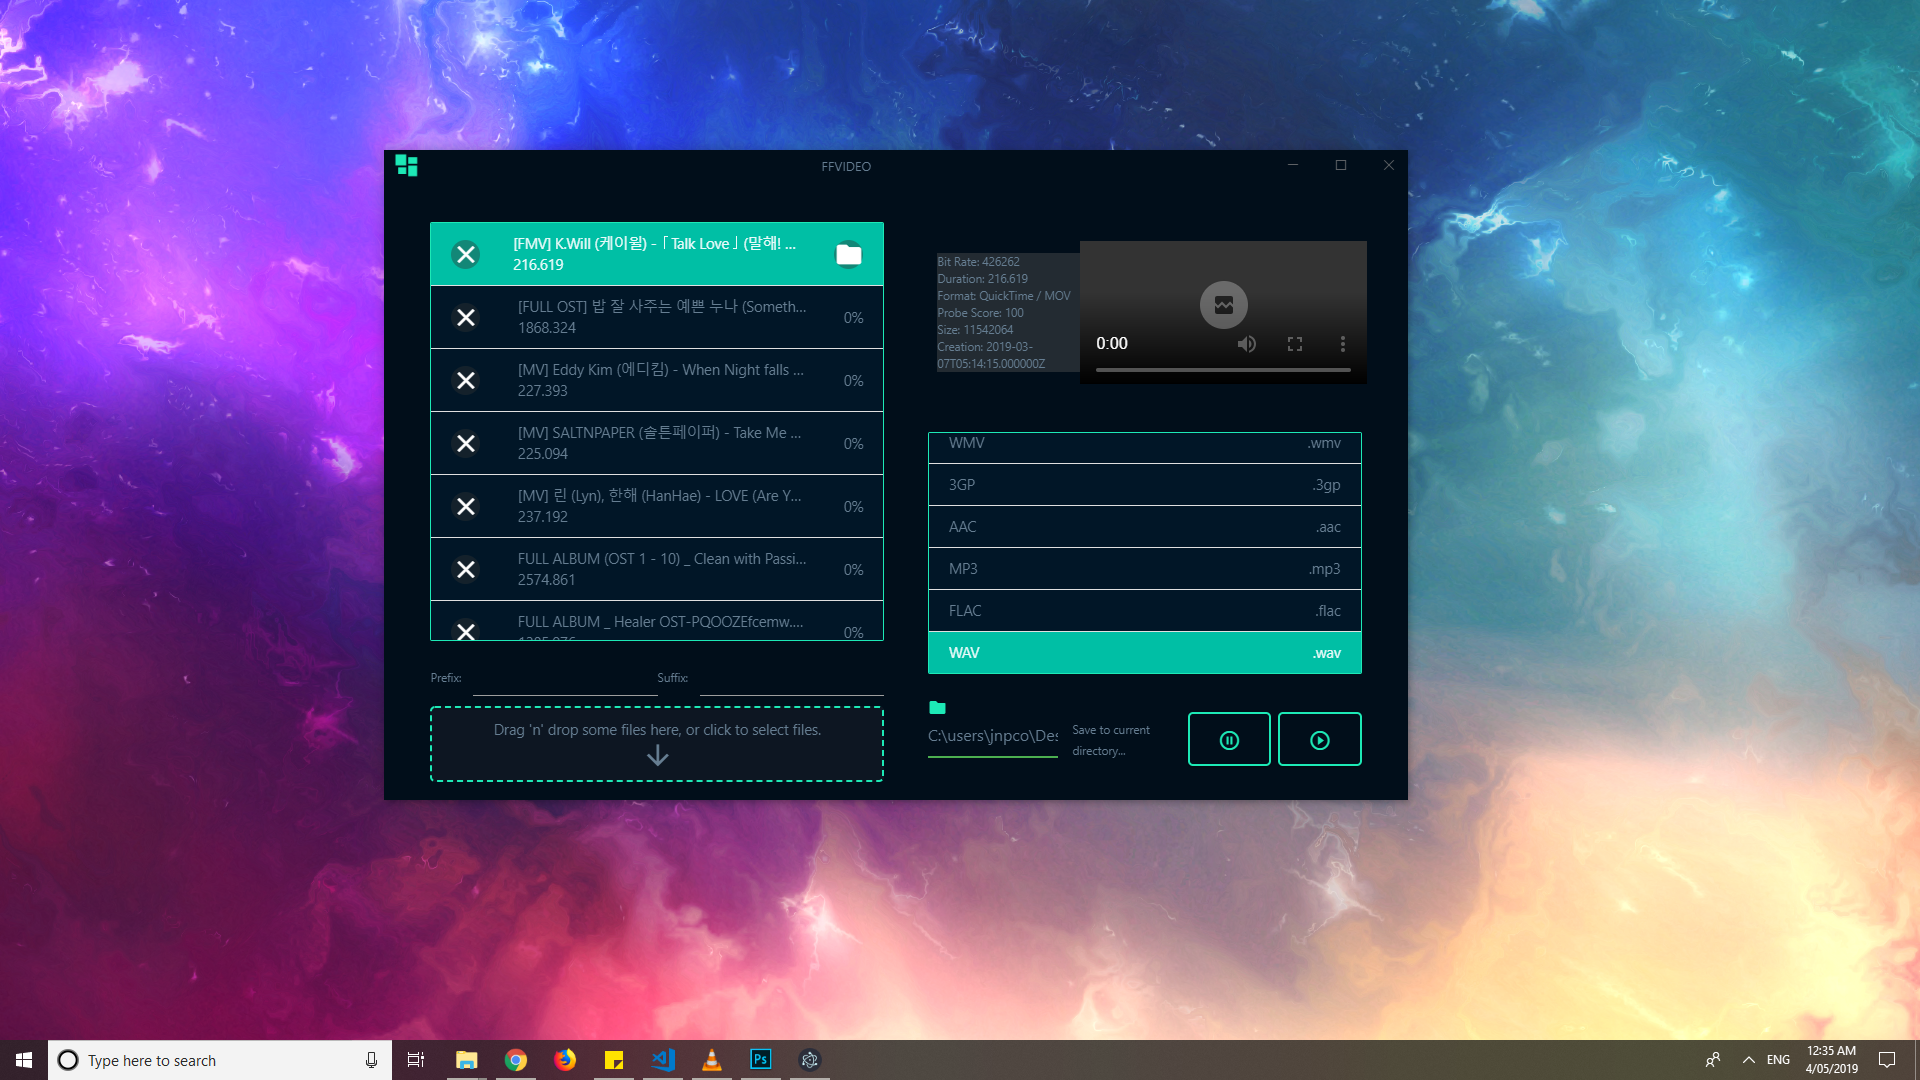 FFVIDEO
[FMV] K.Will (케이윌) - ｢Talk Love｣ (말해! ...
216.619
[FULL OST] 밥 잘 사주는 예쁜 누나 (Someth...
1868.324
0%
[MV] Eddy Kim (에디킴) - When Night falls ...
227.393
0%
[MV] SALTNPAPER (솔튼페이퍼) - Take Me ...
225.094
0%
[MV] 린 (Lyn), 한해 (HanHae) - LOVE (Are Y...
237.192
0%
FULL ALBUM (OST 1 - 10) _ Clean with Passi...
2574.861
0%
FULL ALBUM _ Healer OST-PQOOZEfcemw....
0%
Prefix:
Suffix:
Drag 'n' drop some files here, or click to select files.
Bit Rate: 426262
Duration: 216.619
Format: QuickTime / MOV
Probe Score: 100
Size: 11542064
Creation: 2019-03-
07T05:14:15.000000Z
0:00
WMV .wmv
3GP .3gp
AAC .aac
MP3 .mp3
FLAC .flac
WAV .wav
C:\users\jnpco\Des
Save to current
directory...
Type here to search
Ps
ENG
12:35 AM
4/05/2019